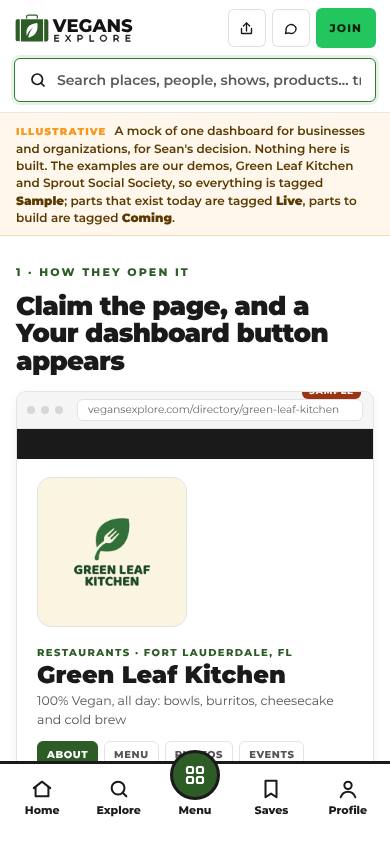 VEGANS
EXPLORE
JOIN
Search places, people, shows, products...
ILLUSTRATIVE A mock of one dashboard for businesses
and organizations, for Sean's decision. Nothing here is
built. The examples are our demos, Green Leaf Kitchen
and Sprout Social Society, so everything is tagged
Sample; parts that exist today are tagged Live, parts to
build are tagged Coming.
1 · HOW THEY OPEN IT
Claim the page, and a
Your dashboard button
appears
SAMPLE
vegansexplore.com/directory/green-leaf-kitchen
GREEN LEAF
KITCHEN
RESTAURANTS · FORT LAUDERDALE, FL
Green Leaf Kitchen
100% Vegan, all day: bowls, burritos, cheesecake
and cold brew
ABOUT MENU EVENTS
Home Explore Menu Saves Profile